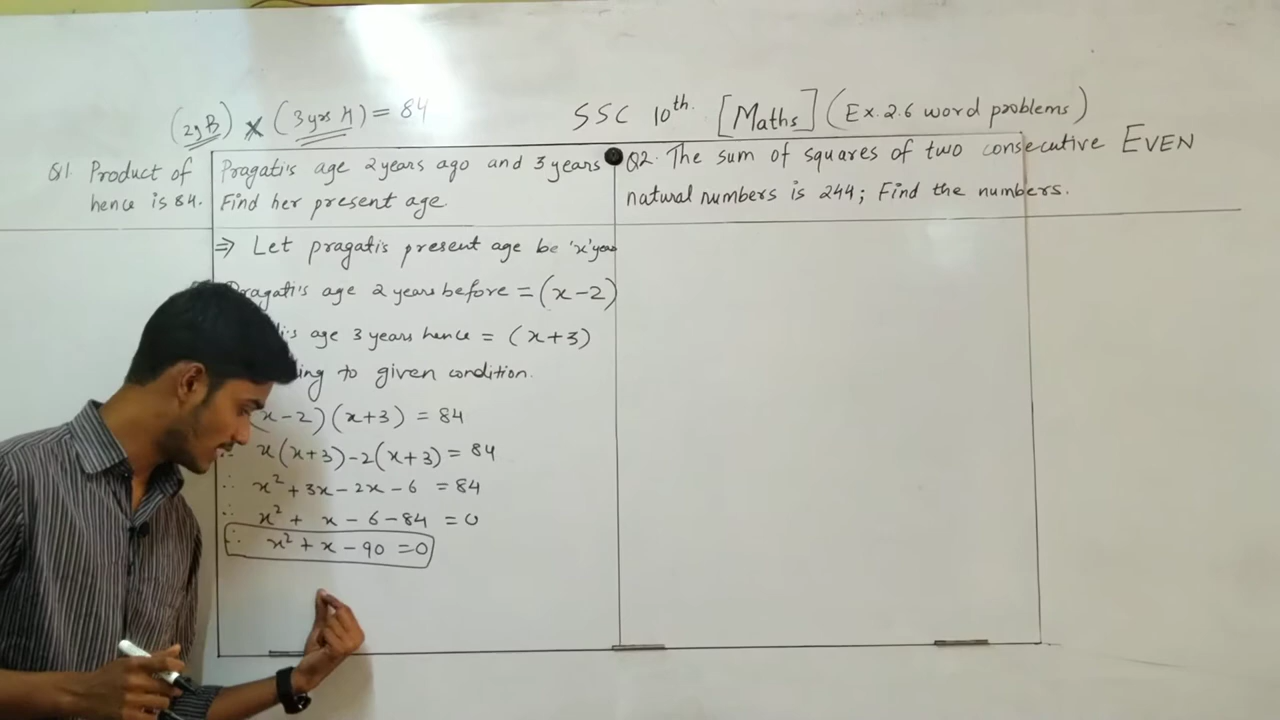 (2y B) × (3yrs H) = 84
SSC 10th. [Maths] (Ex. 2.6 word problems)
Q1. Product of Pragati's age 2 years ago and 3 years
hence is 84. Find her present age.
⇒ Let pragatis present age be 'x' years
Pragati's age 2 years before = (x-2)
age 3 years hence = (x+3)
to given condition.
(x-2)(x+3) = 84
∴ x(x+3)-2(x+3) = 84
∴ x²+3x-2x-6 = 84
∴ x²+ x-6-84 = 0
∴ x²+x-90 = 0
Q2. The sum of squares of two consecutive EVEN
natural numbers is 244; Find the numbers.